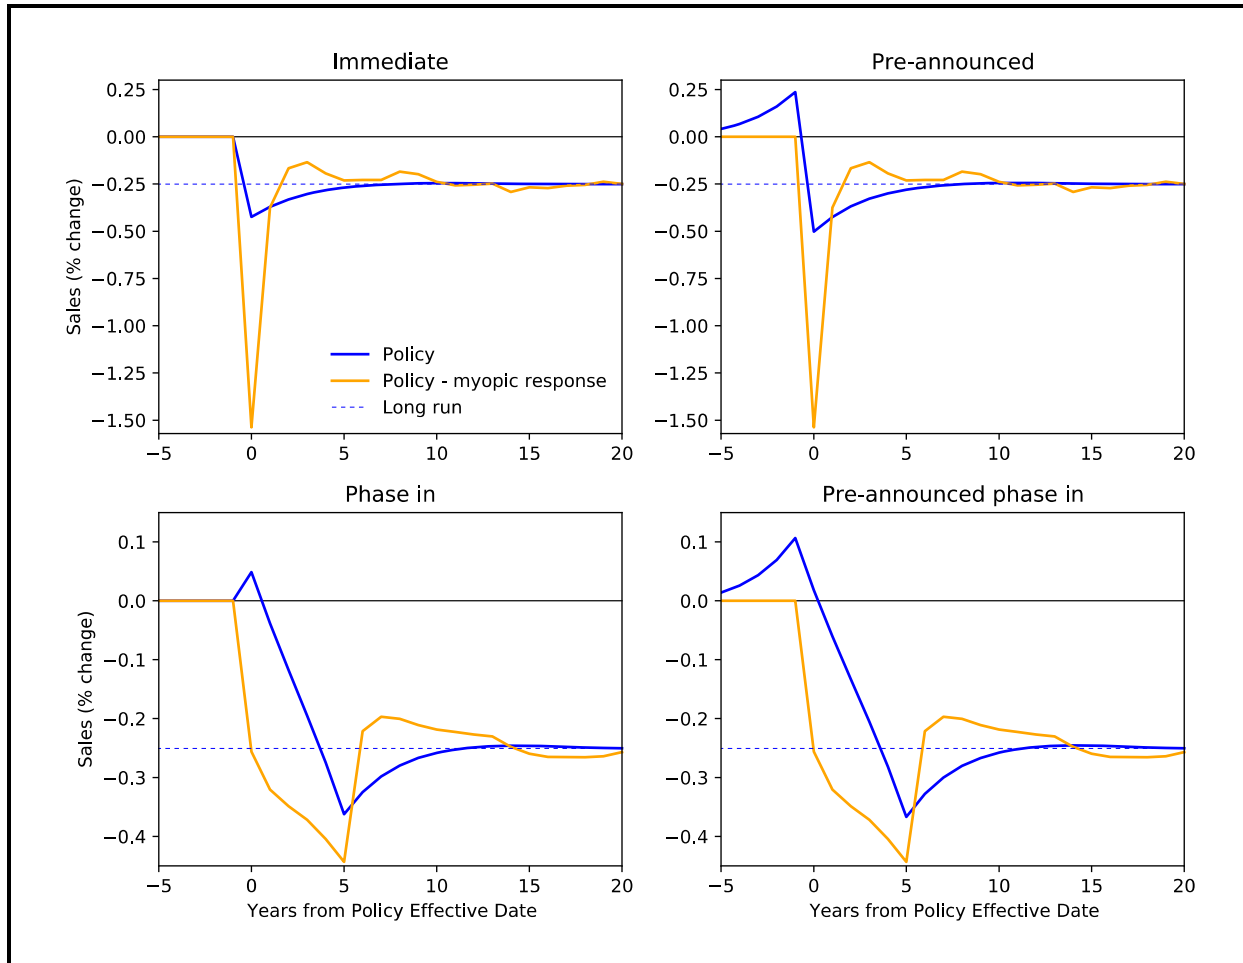 Immediate
Pre-announced
0.25
0.00
−0.25
−0.50
−0.75
−1.00
−1.25
−1.50
Sales (% change)
Policy
Policy - myopic response
Long run
−5 0 5 10 15 20
0.25
0.00
−0.25
−0.50
−0.75
−1.00
−1.25
−1.50
−5 0 5 10 15 20
Phase in
Pre-announced phase in
0.1
0.0
−0.1
−0.2
−0.3
−0.4
Sales (% change)
−5 0 5 10 15 20
Years from Policy Effective Date
0.1
0.0
−0.1
−0.2
−0.3
−0.4
−5 0 5 10 15 20
Years from Policy Effective Date